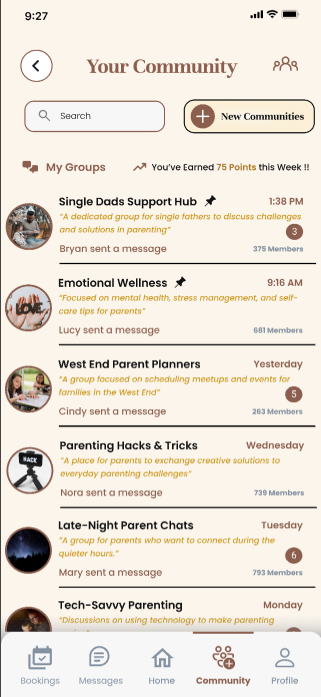 9:27
Your Community
Search
New Communities
My Groups
You've Earned 75 Points this Week !!
Single Dads Support Hub
1:38 PM
"A dedicated group for single fathers to discuss challenges
and solutions in parenting"
3
Bryan sent a message
375 Members
Emotional Wellness
9:16 AM
"Focused on mental health, stress management, and self-
care tips for parents"
LOVE
Lucy sent a message
681 Members
West End Parent Planners
Yesterday
"A group focused on scheduling meetups and events for
families in the West End"
5
Cindy sent a message
263 Members
Parenting Hacks & Tricks
Wednesday
"A place for parents to exchange creative solutions to
everyday parenting challenges"
HACK
Nora sent a message
739 Members
Late-Night Parent Chats
Tuesday
"A group for parents who want to connect during the
quieter hours."
6
Mary sent a message
793 Members
Tech-Savvy Parenting
Monday
"Discussions on using technology to make parenting
Bookings
Messages
Home
Community
Profile